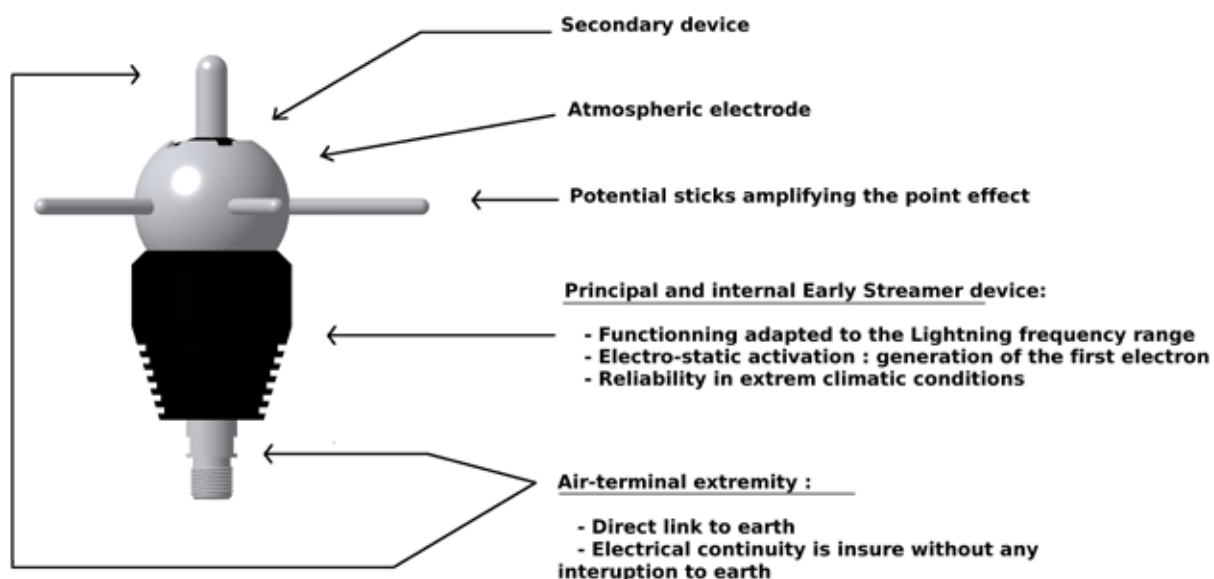 Secondary device
Atmospheric electrode
Potential sticks amplifying the point effect
Principal and internal Early Streamer device:
- Functionning adapted to the Lightning frequency range
- Electro-static activation : generation of the first electron
- Reliability in extrem climatic conditions
Air-terminal extremity :
- Direct link to earth
- Electrical continuity is insure without any
interuption to earth